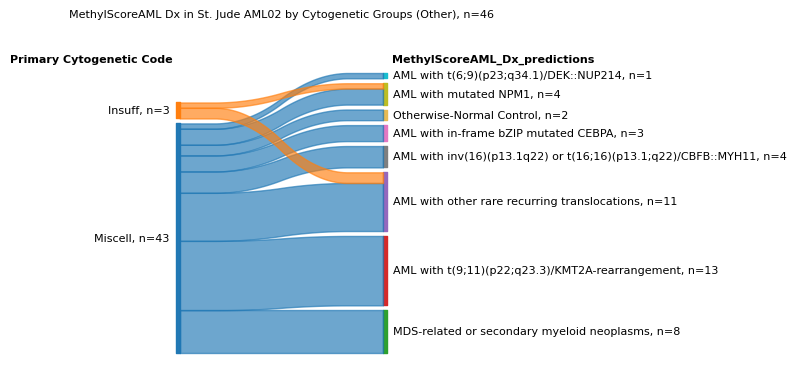 MethylScoreAML Dx in St. Jude AML02 by Cytogenetic Groups (Other), n=46
Primary Cytogenetic Code
MethylScoreAML_Dx_predictions
Insuff, n=3
Miscell, n=43
AML with t(6;9)(p23;q34.1)/DEK::NUP214, n=1
AML with mutated NPM1, n=4
Otherwise-Normal Control, n=2
AML with in-frame bZIP mutated CEBPA, n=3
AML with inv(16)(p13.1q22) or t(16;16)(p13.1;q22)/CBFB::MYH11, n=4
AML with other rare recurring translocations, n=11
AML with t(9;11)(p22;q23.3)/KMT2A-rearrangement, n=13
MDS-related or secondary myeloid neoplasms, n=8